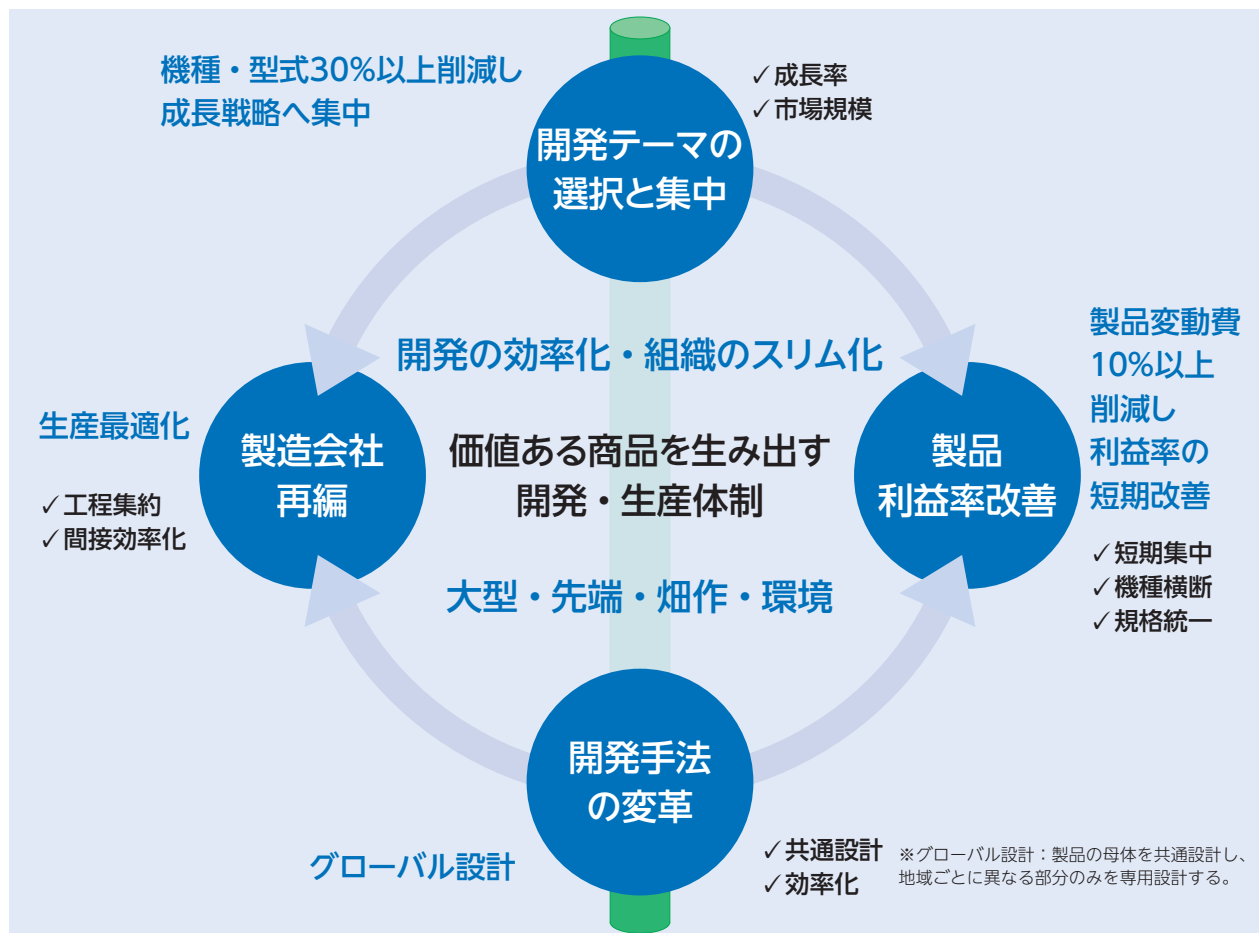 機種・型式30%以上削減し
成長戦略へ集中
✓成長率
✓市場規模
開発テーマの
選択と集中
開発の効率化・組織のスリム化
製品変動費
10%以上
削減し
利益率の
短期改善
✓短期集中
✓機種横断
✓規格統一
生産最適化
✓工程集約
✓間接効率化
製造会社
再編
価値ある商品を生み出す
開発・生産体制
製品
利益率改善
大型・先端・畑作・環境
開発手法
の変革
グローバル設計
✓共通設計
✓効率化
※グローバル設計：製品の母体を共通設計し、
地域ごとに異なる部分のみを専用設計する。